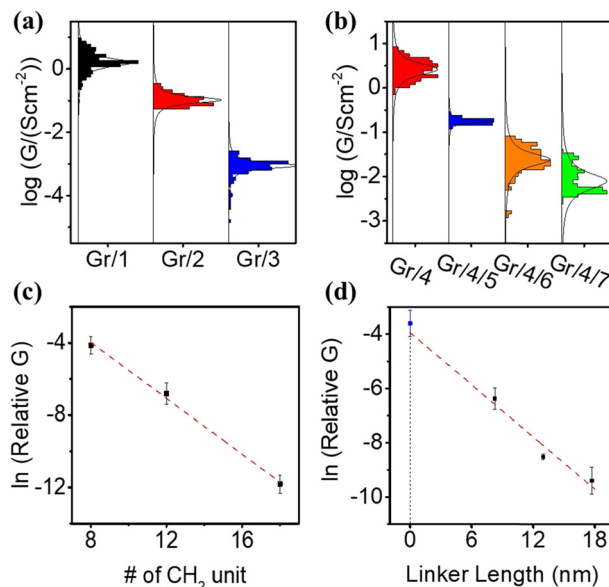 (a)
log (G/(Scm⁻²))
0
-2
-4
Gr/1
Gr/2
Gr/3
(b)
log (G/Scm⁻²)
1
0
-1
-2
-3
Gr/4
Gr/4/5
Gr/4/6
Gr/4/7
(c)
ln (Relative G)
-4
-8
-12
8
12
16
# of CH₂ unit
(d)
ln (Relative G)
-4
-6
-8
-10
0
6
12
18
Linker Length (nm)